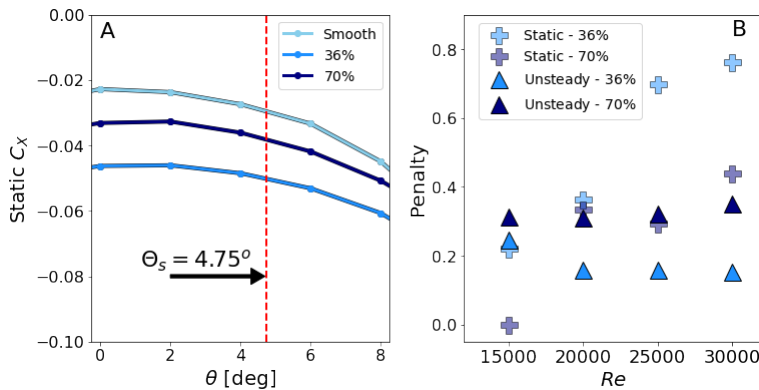 A
Smooth
36%
70%
Static C_X
0.00
−0.02
−0.04
−0.06
−0.08
−0.10
Θ_s = 4.75^o
0 2 4 6 8
θ [deg]
B
Static - 36%
Static - 70%
Unsteady - 36%
Unsteady - 70%
Penalty
0.8
0.6
0.4
0.2
0.0
15000 20000 25000 30000
Re